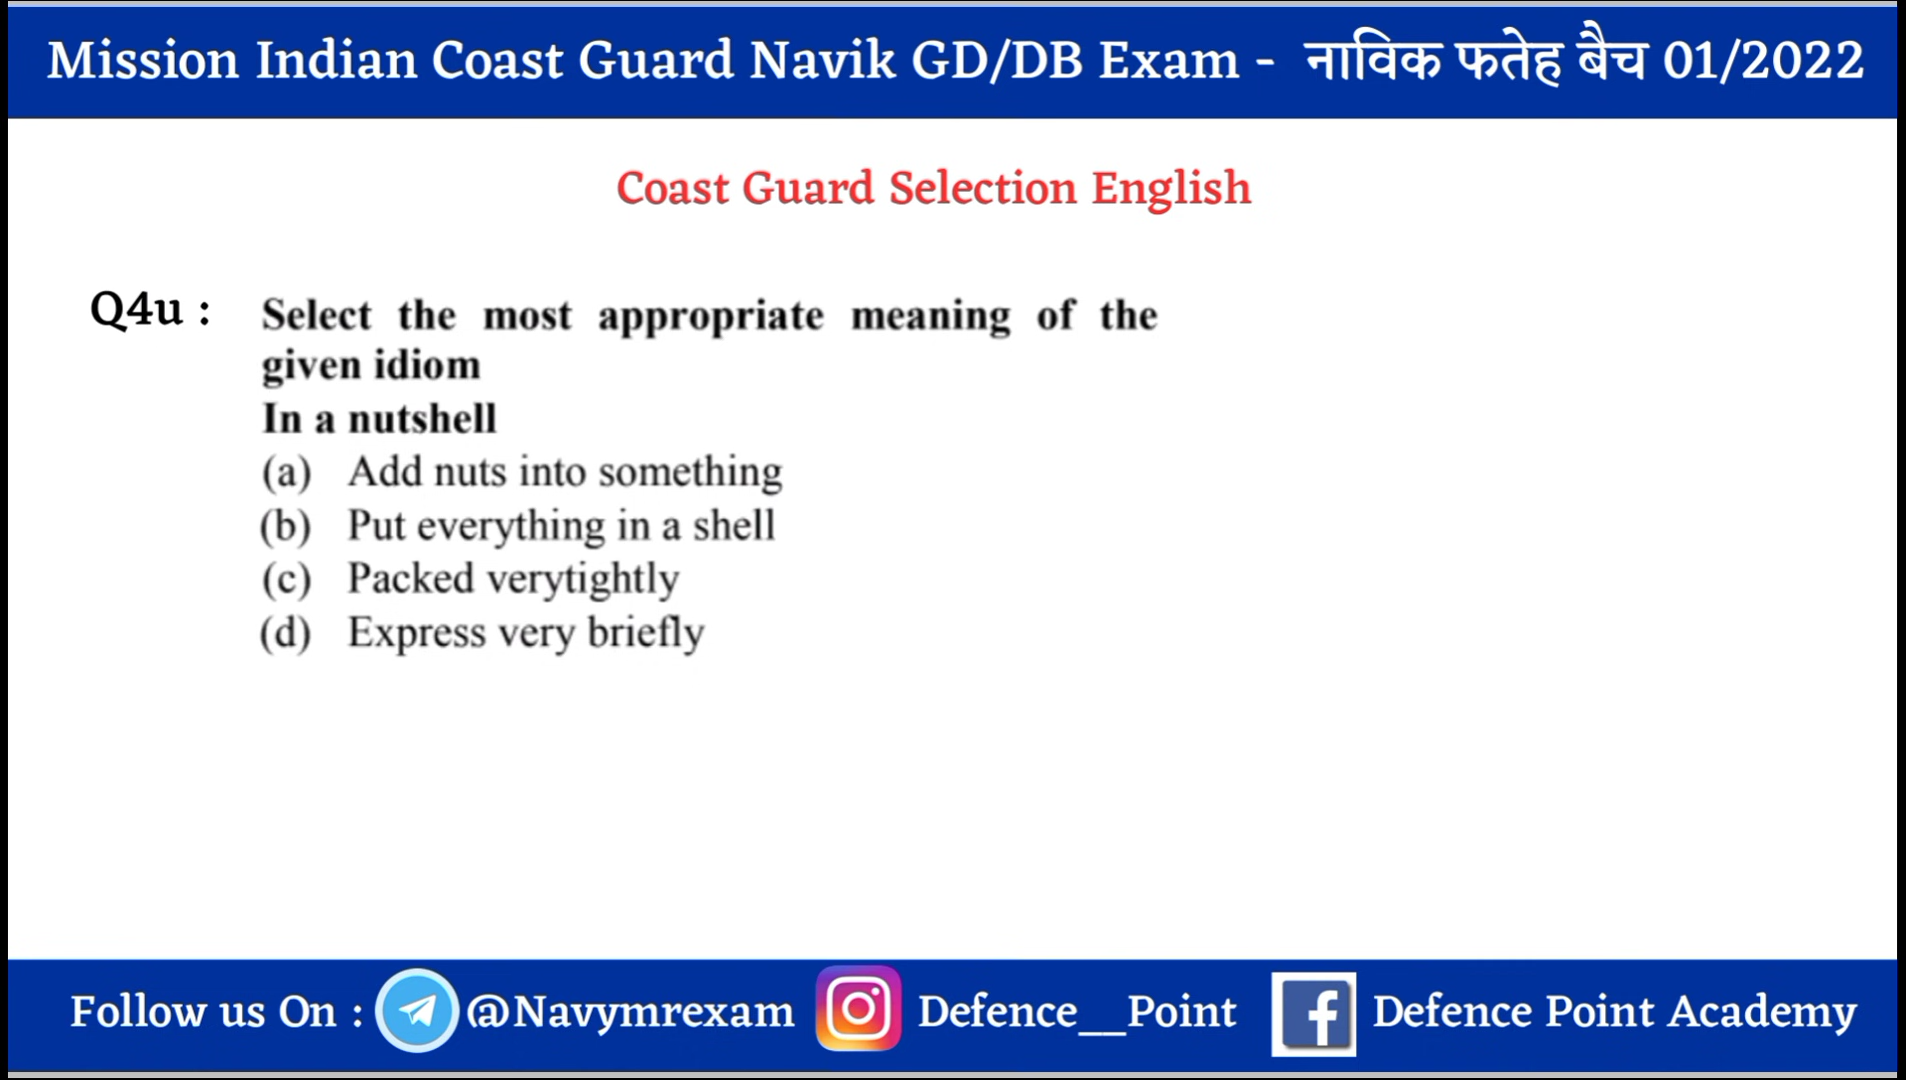 Mission Indian Coast Guard Navik GD/DB Exam - नाविक फतेह बैच 01/2022
Coast Guard Selection English
Q4u : Select the most appropriate meaning of the
given idiom
In a nutshell
(a) Add nuts into something
(b) Put everything in a shell
(c) Packed verytightly
(d) Express very briefly
Follow us On : @Navymrexam Defence__Point Defence Point Academy